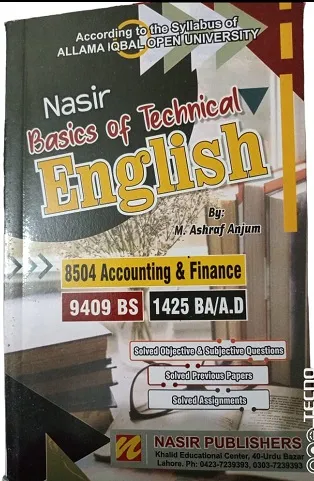 According to the Syllabus of
ALLAMA IQBAL OPEN UNIVERSITY
Nasir
Basics of Technical
English
By:
M. Ashraf Anjum
8504 Accounting & Finance
9409 BS 1425 BA/A.D
Solved Objective & Subjective Questions
Solved Previous Papers
Solved Assignments
NASIR PUBLISHERS
Khalid Educational Center, 40-Urdu Bazar
Lahore. Ph: 0423-7239393, 0303-7239393
TECNO